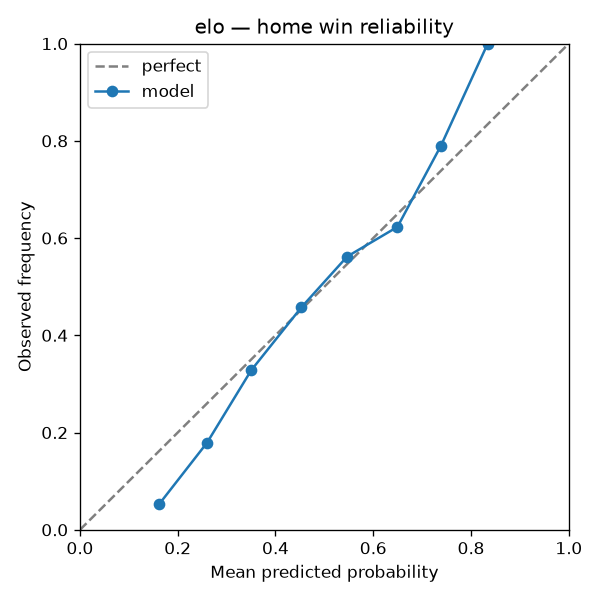 elo — home win reliability
perfect
model
Observed frequency
1.0
0.8
0.6
0.4
0.2
0.0
0.0 0.2 0.4 0.6 0.8 1.0
Mean predicted probability